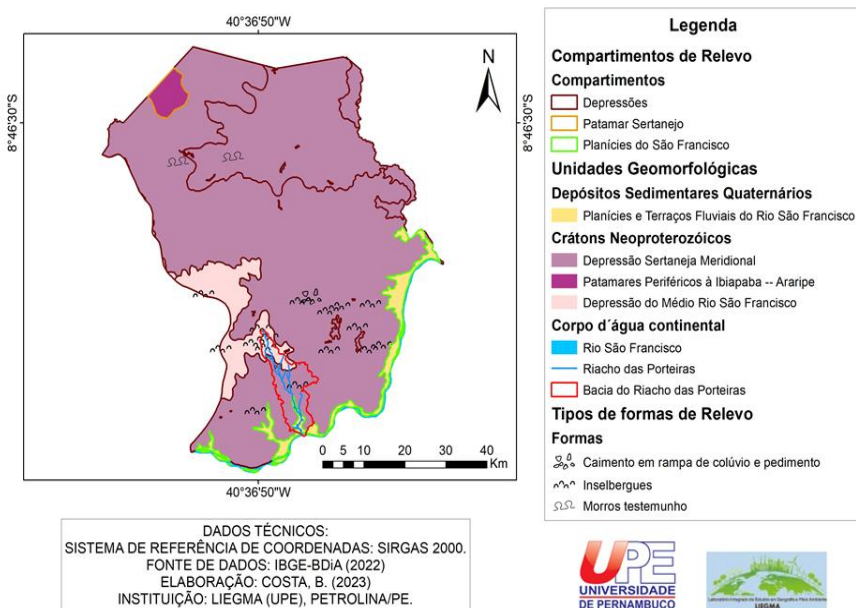 40°36'50"W
8°46'30"S
8°46'30"S
N
0 5 10 20 30 40
Km
40°36'50"W
Legenda
Compartimentos de Relevo
Compartimentos
Depressões
Patamar Sertanejo
Planícies do São Francisco
Unidades Geomorfológicas
Depósitos Sedimentares Quaternários
Planícies e Terraços Fluviais do Rio São Francisco
Crátons Neoproterozóicos
Depressão Sertaneja Meridional
Patamares Periféricos à Ibiapaba -- Araripe
Depressão do Médio Rio São Francisco
Corpo d´água continental
Rio São Francisco
Riacho das Porteiras
Bacia do Riacho das Porteiras
Tipos de formas de Relevo
Formas
Caimento em rampa de colúvio e pedimento
Inselbergues
Morros testemunho
DADOS TÉCNICOS:
SISTEMA DE REFERÊNCIA DE COORDENADAS: SIRGAS 2000.
FONTE DE DADOS: IBGE-BDiA (2022)
ELABORAÇÃO: COSTA, B. (2023)
INSTITUIÇÃO: LIEGMA (UPE), PETROLINA/PE.
UPE
UNIVERSIDADE
DE PERNAMBUCO
LIEGMA